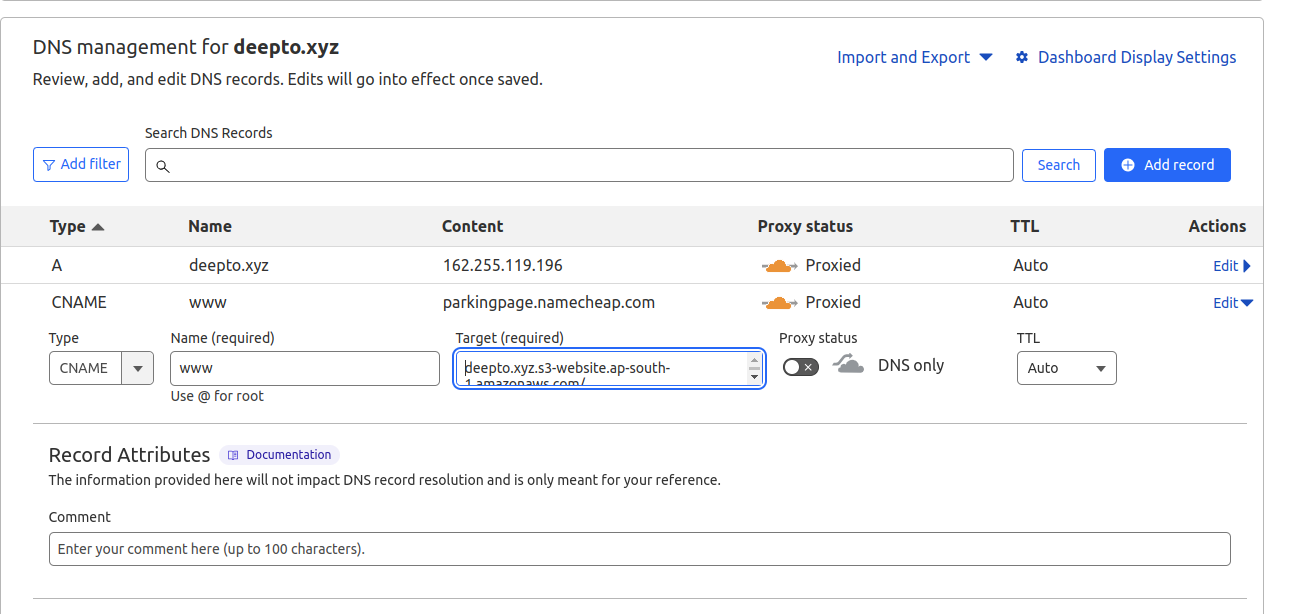 DNS management for deepto.xyz
Import and Export
Dashboard Display Settings
Review, add, and edit DNS records. Edits will go into effect once saved.
Search DNS Records
Add filter
Search
Add record
Type Name Content Proxy status TTL Actions
A deepto.xyz 162.255.119.196 Proxied Auto Edit
CNAME www parkingpage.namecheap.com Proxied Auto Edit
Type Name (required) Target (required) Proxy status TTL
CNAME www deepto.xyz.s3-website.ap-south- DNS only Auto
1.amazonaws.com/
Use @ for root
Record Attributes Documentation
The information provided here will not impact DNS record resolution and is only meant for your reference.
Comment
Enter your comment here (up to 100 characters).